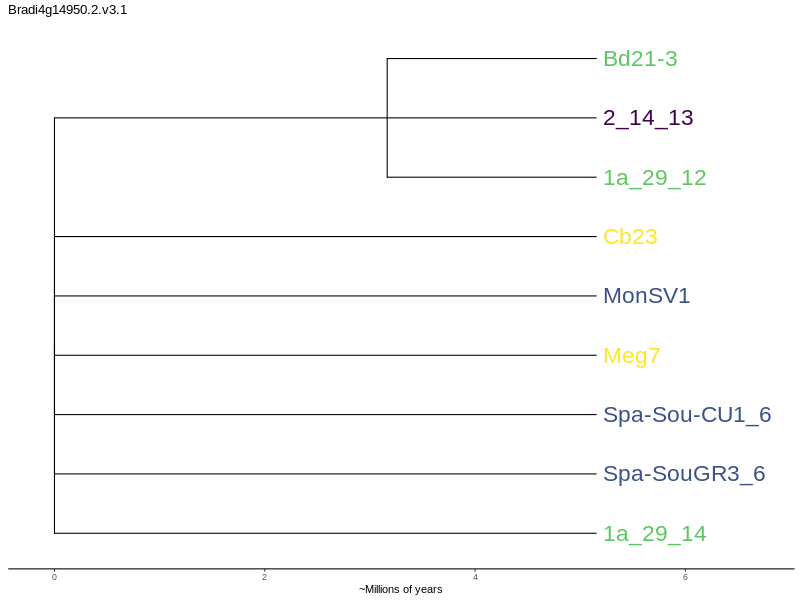 Bradi4g14950.2.v3.1
Bd21-3
2_14_13
1a_29_12
Cb23
MonSV1
Meg7
Spa-Sou-CU1_6
Spa-SouGR3_6
1a_29_14
0 2 4 6
~Millions of years